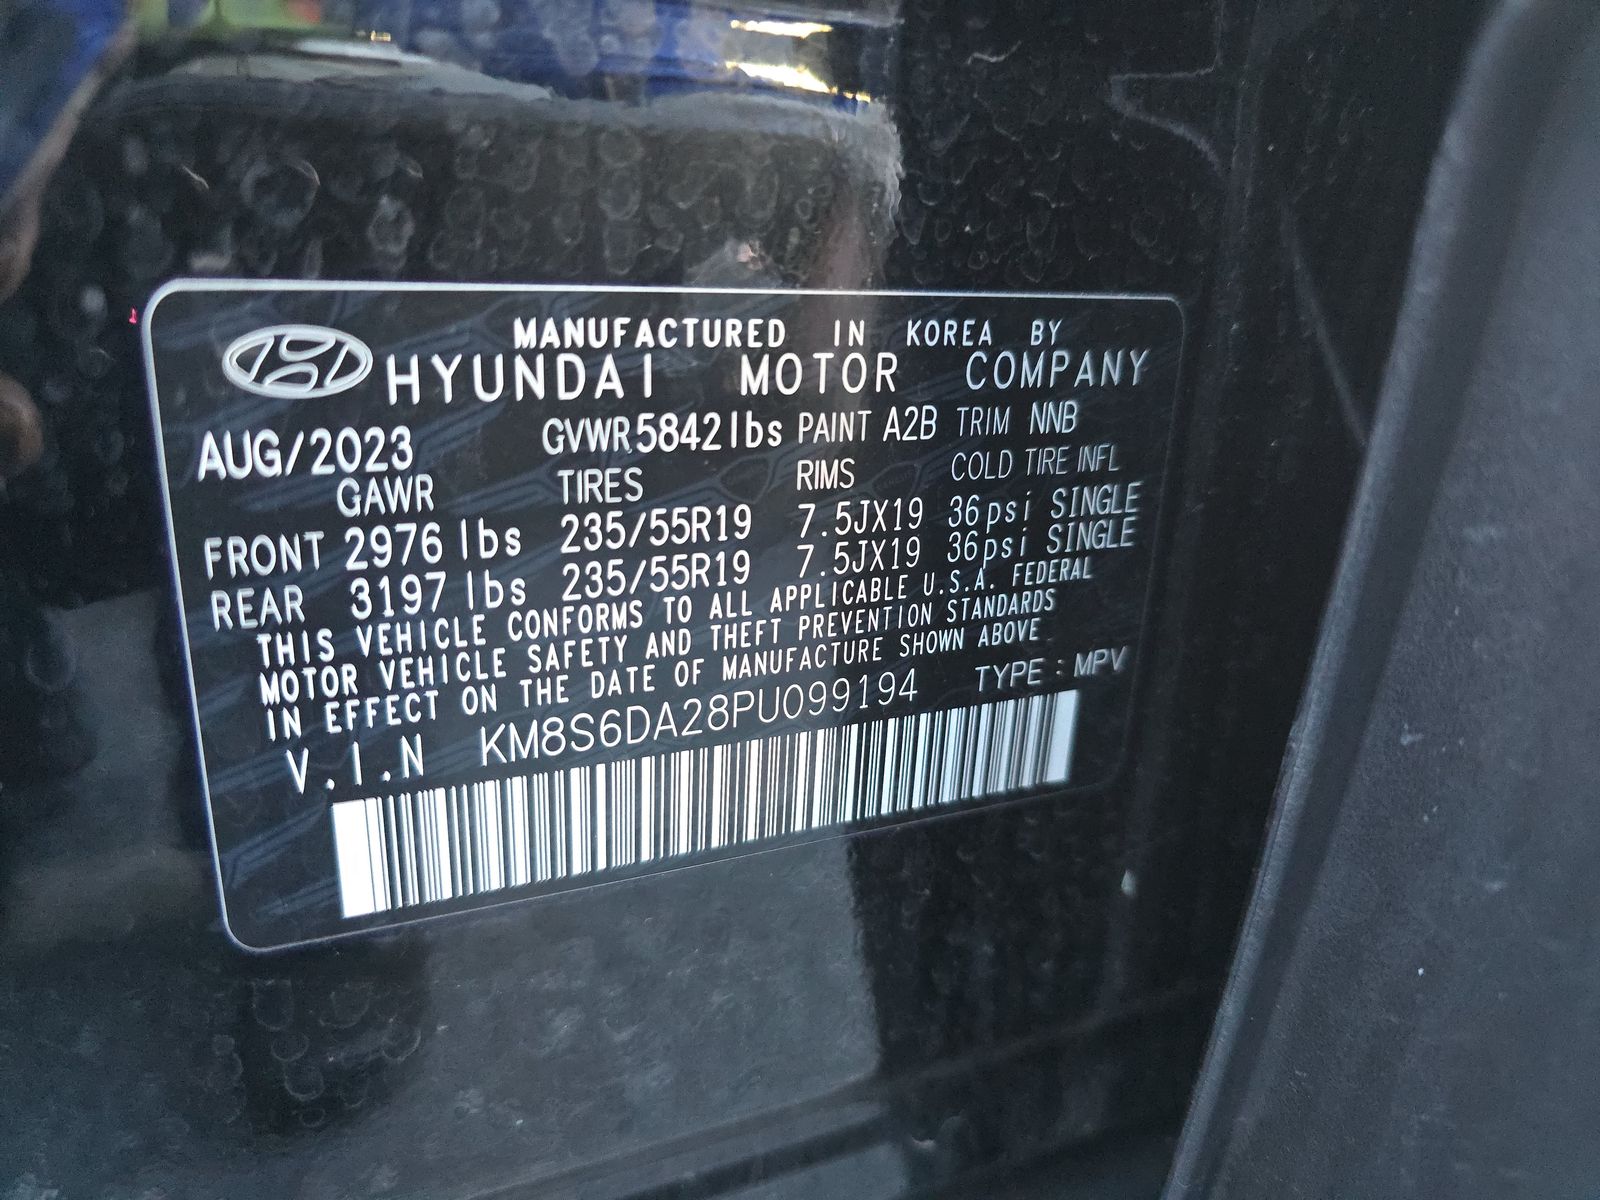 MANUFACTURED IN KOREA BY
HYUNDAI MOTOR COMPANY
AUG/2023 GVWR 5842lbs PAINT A2B TRIM NNB
GAWR TIRES RIMS COLD TIRE INFL
FRONT 2976 lbs 235/55R19 7.5JX19 36psi SINGLE
REAR 3197 lbs 235/55R19 7.5JX19 36psi SINGLE
THIS VEHICLE CONFORMS TO ALL APPLICABLE U.S.A. FEDERAL
MOTOR VEHICLE SAFETY AND THEFT PREVENTION STANDARDS
IN EFFECT ON THE DATE OF MANUFACTURE SHOWN ABOVE
V.I.N KM8S6DA28PU099194 TYPE : MPV